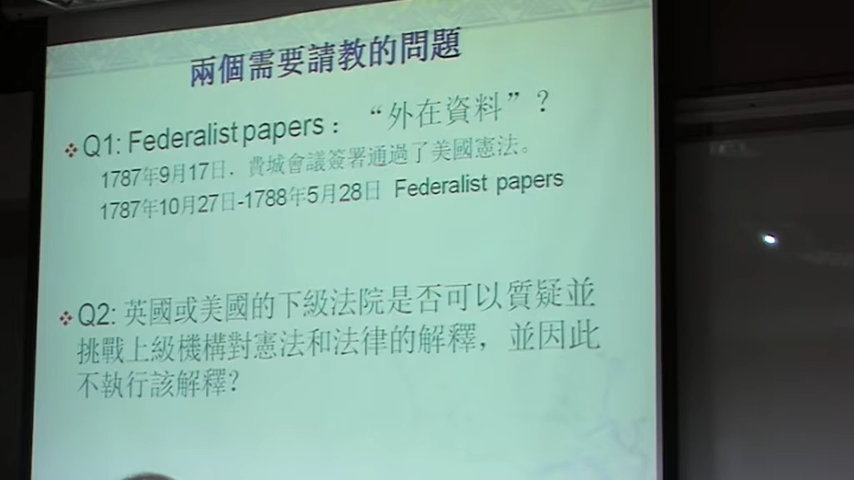 兩個需要請教的問題
Q1: Federalist papers：“外在資料”？
1787年9月17日．費城會議簽署通過了美國憲法。
1787年10月27日-1788年5月28日 Federalist papers
Q2: 英國或美國的下級法院是否可以質疑並
挑戰上級機構對憲法和法律的解釋，並因此
不執行該解釋？